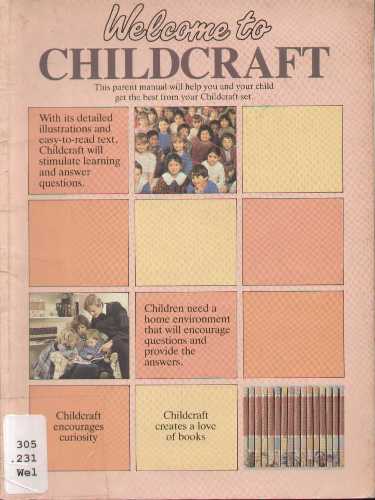 Welcome to
CHILDCRAFT
This parent manual will help you and your child
get the best from your Childcraft set.
With its detailed
illustrations and
easy-to-read text,
Childcraft will
stimulate learning
and answer
questions.
Children need a
home environment
that will encourage
questions and
provide the
answers.
Childcraft
encourages
curiosity
Childcraft
creates a love
of books
305
.231
Wel